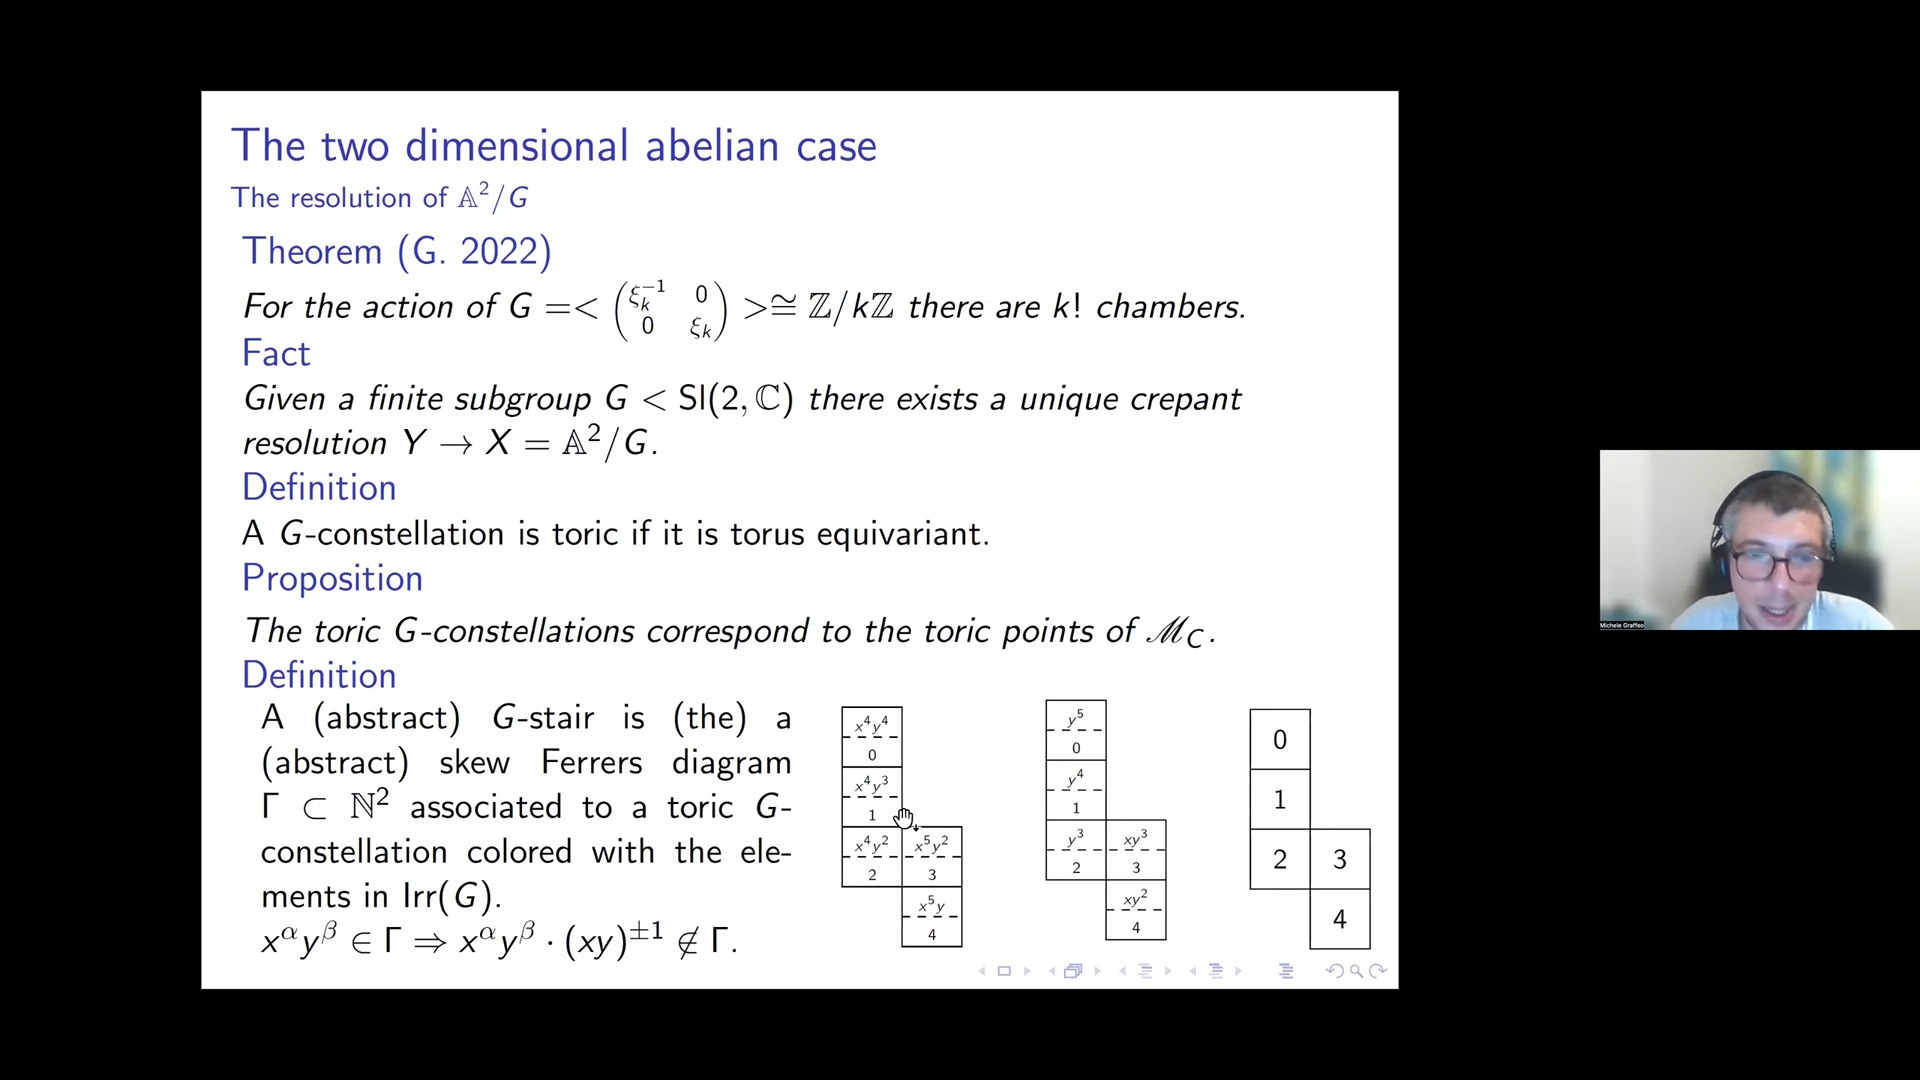 The two dimensional abelian case
The resolution of 𝔸²/G
Theorem (G. 2022)
For the action of G =< ( ξₖ⁻¹ 0 0 ξₖ ) >≅ ℤ/kℤ there are k! chambers.
Fact
Given a finite subgroup G < Sl(2, ℂ) there exists a unique crepant
resolution Y → X = 𝔸²/G.
Definition
A G-constellation is toric if it is torus equivariant.
Proposition
The toric G-constellations correspond to the toric points of ℳ_C.
Definition
A (abstract) G-stair is (the) a
(abstract) skew Ferrers diagram
Γ ⊂ ℕ² associated to a toric G-
constellation colored with the ele-
ments in Irr(G).
x^α y^β ∈ Γ ⇒ x^α y^β · (xy)^±1 ∉ Γ.
x⁴y⁴
0
x⁴y³
1
x⁴y² x⁵y²
2 3
x⁵y
4
y⁵
0
y⁴
1
y³ xy³
2 3
xy²
4
0
1
2 3
4
Michele Graffeo